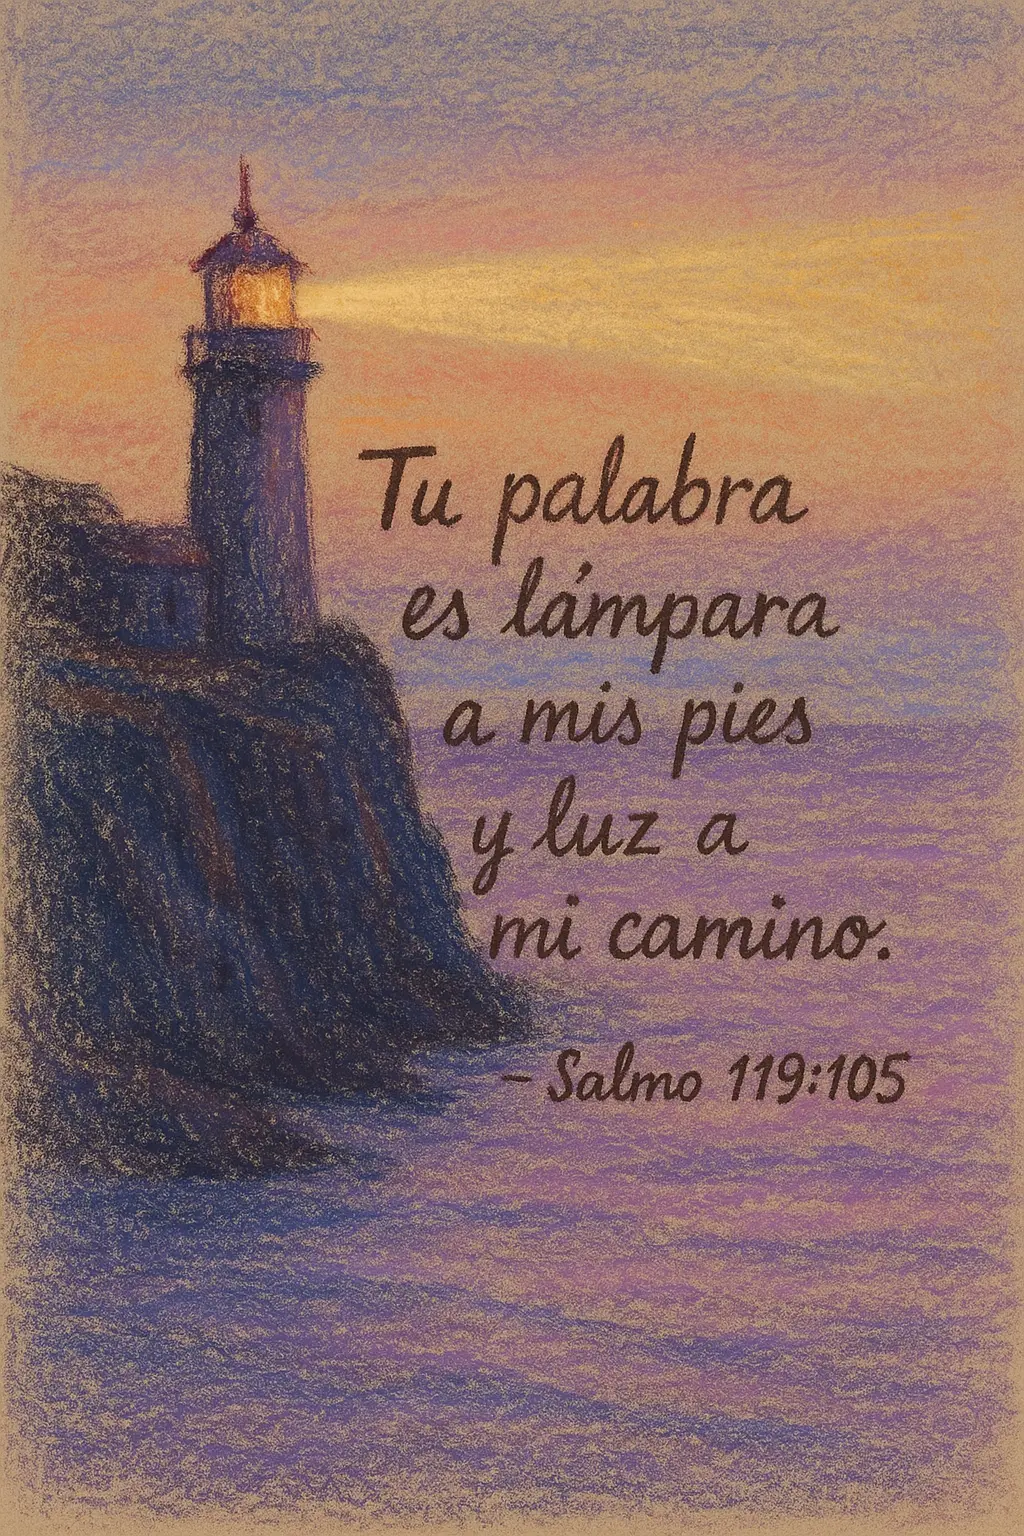 Tu palabra
es lámpara
a mis pies
y luz a
mi camino.
– Salmo 119:105